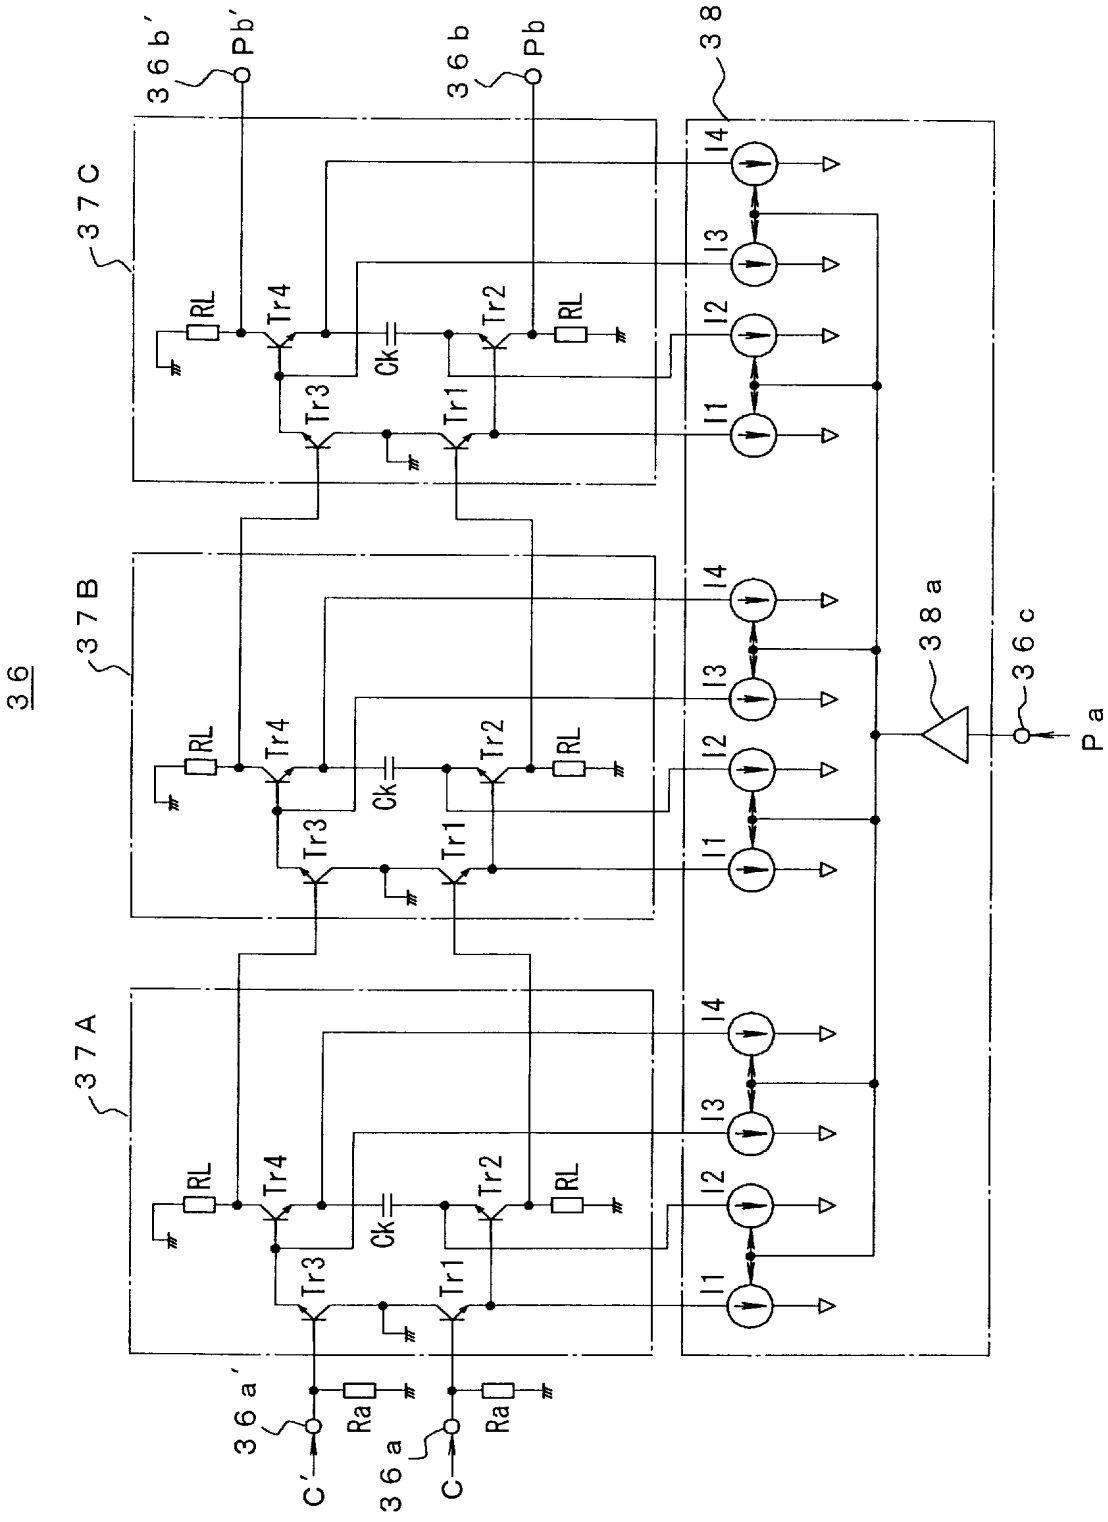 36
37A
37B
37C
36b'
Pb'
36b
Pb
RL
Tr4
Tr3
Ck
Tr1
Tr2
RL
RL
Tr4
Tr3
Ck
Tr1
Tr2
RL
RL
Tr4
Tr3
Ck
Tr1
Tr2
RL
36a'
C'
Ra
36a
C
Ra
38
I1
I2
I3
I4
I1
I2
I3
I4
I1
I2
I3
I4
38a
36c
Pa